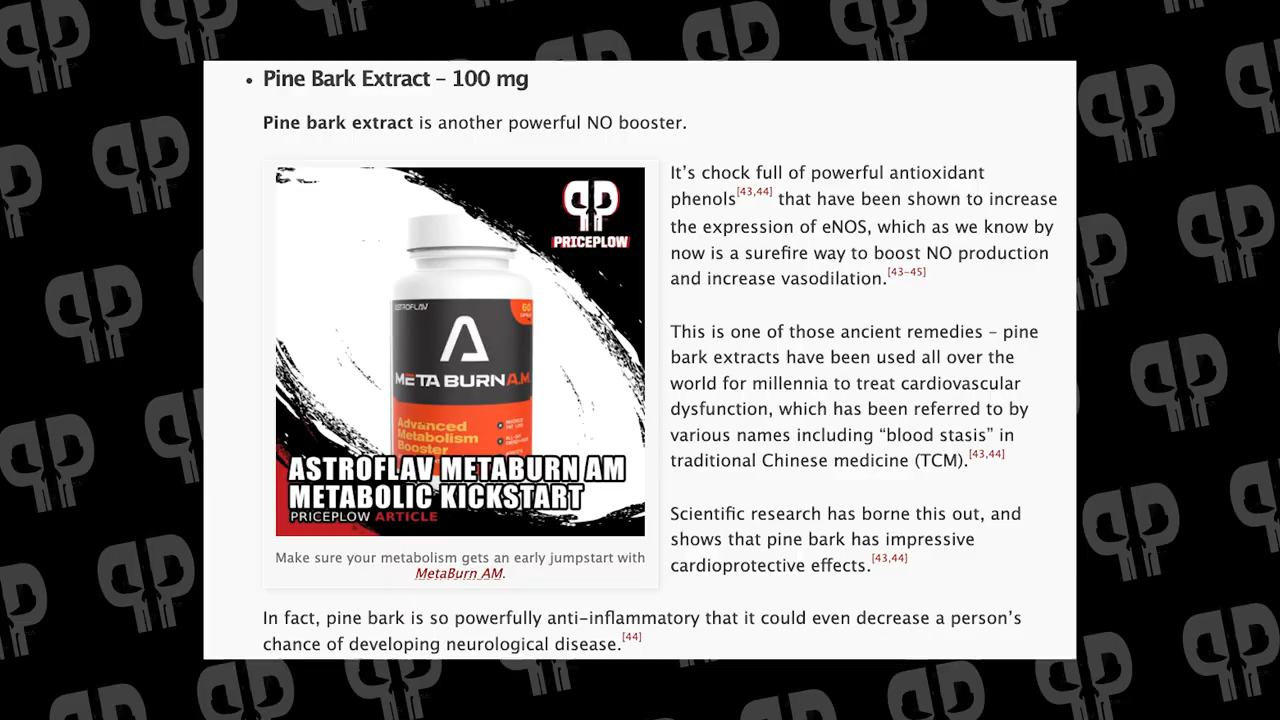 • Pine Bark Extract – 100 mg
Pine bark extract is another powerful NO booster.
PRICEPLOW
ASTROFLAV
60
META BURN A.M.
Advanced
Metabolism
Booster
ASTROFLAV METABURN AM
METABOLIC KICKSTART
PRICEPLOW ARTICLE
Make sure your metabolism gets an early jumpstart with
MetaBurn AM.
It's chock full of powerful antioxidant
phenols[43,44] that have been shown to increase
the expression of eNOS, which as we know by
now is a surefire way to boost NO production
and increase vasodilation.[43-45]
This is one of those ancient remedies – pine
bark extracts have been used all over the
world for millennia to treat cardiovascular
dysfunction, which has been referred to by
various names including “blood stasis” in
traditional Chinese medicine (TCM).[43,44]
Scientific research has borne this out, and
shows that pine bark has impressive
cardioprotective effects.[43,44]
In fact, pine bark is so powerfully anti-inflammatory that it could even decrease a person's
chance of developing neurological disease.[44]